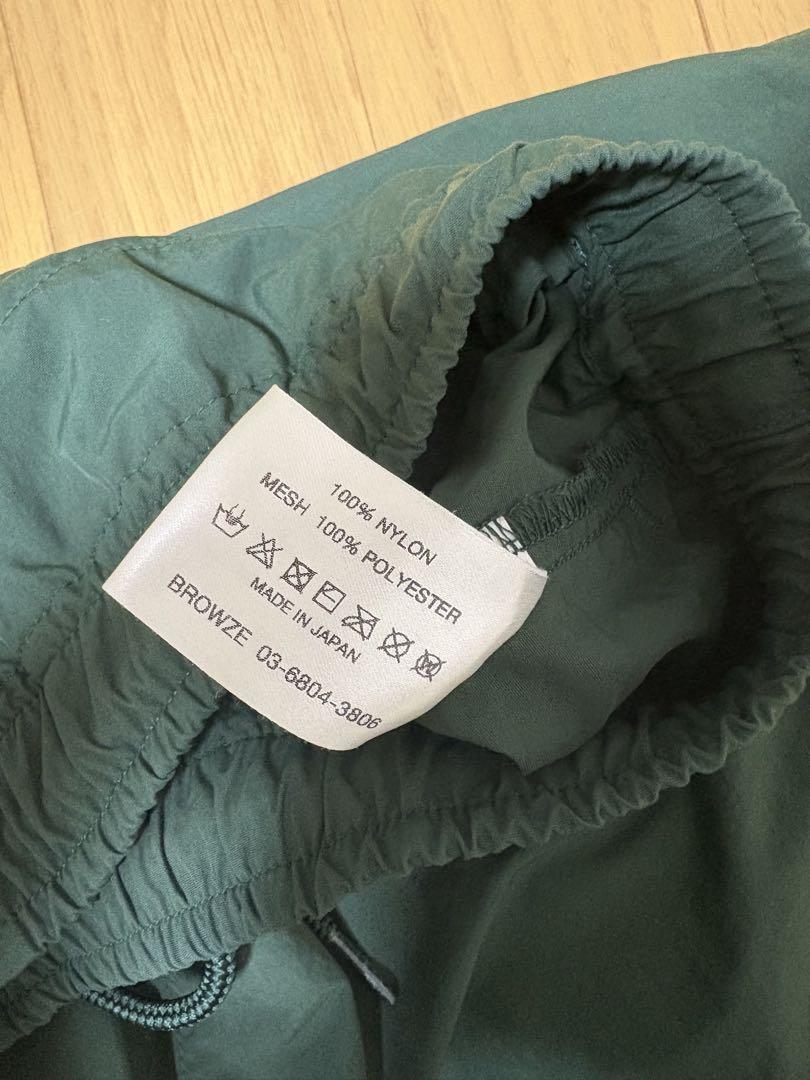 100% NYLON
MESH 100% POLYESTER
MADE IN JAPAN
BROWZE 03-6804-3806